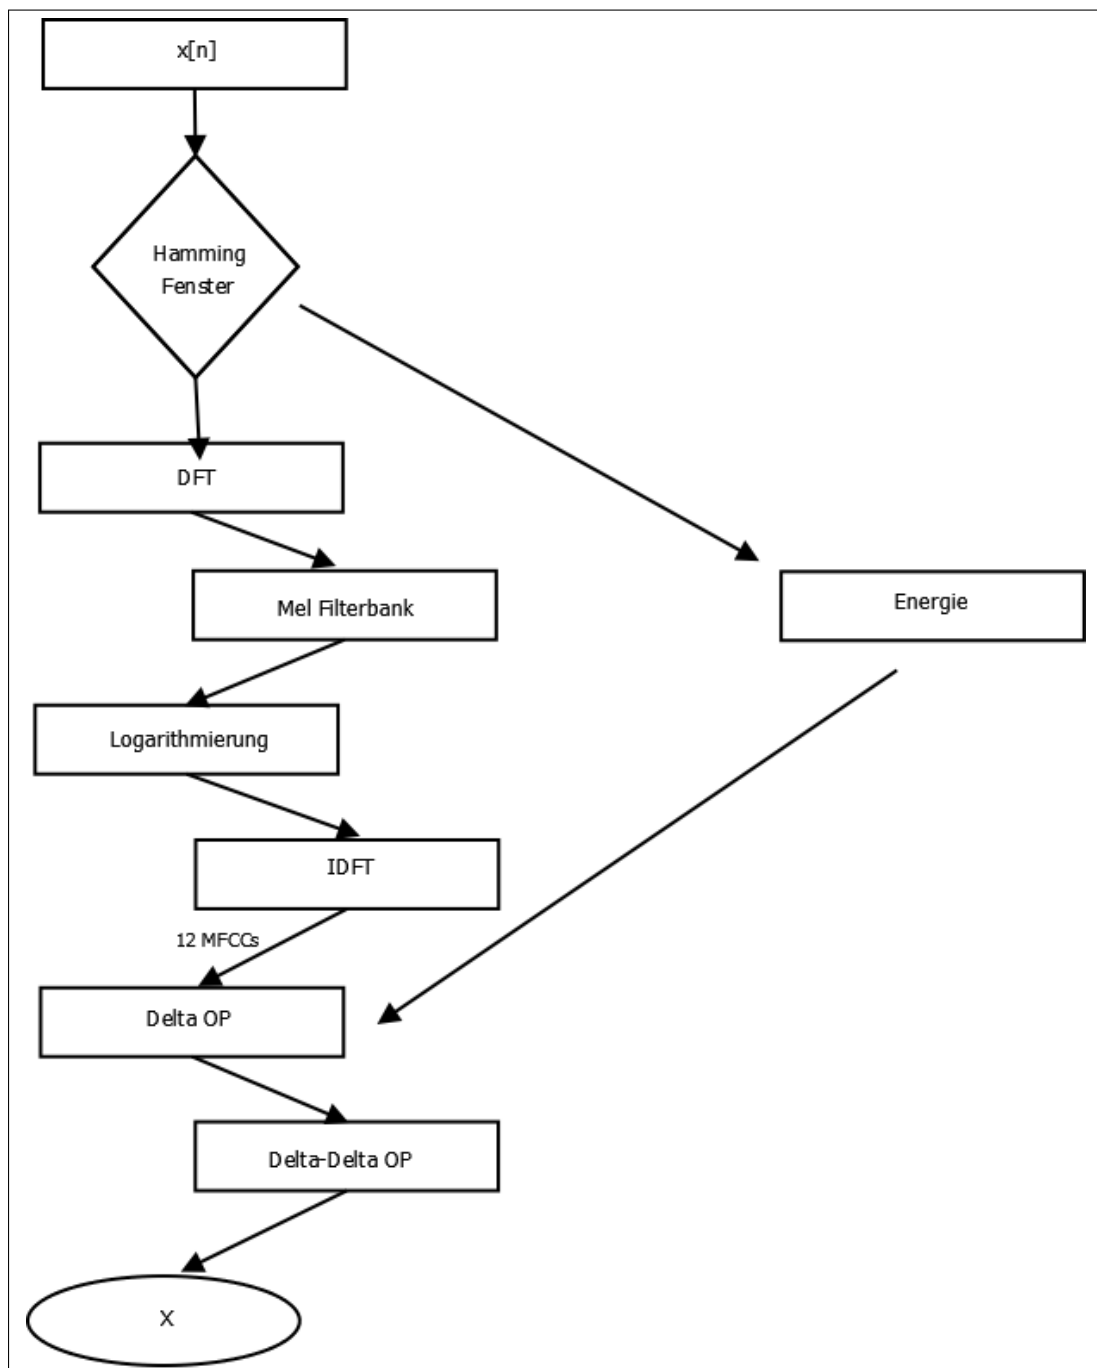 x[n]
Hamming
Fenster
DFT
Mel Filterbank
Energie
Logarithmierung
IDFT
12 MFCCs
Delta OP
Delta-Delta OP
X